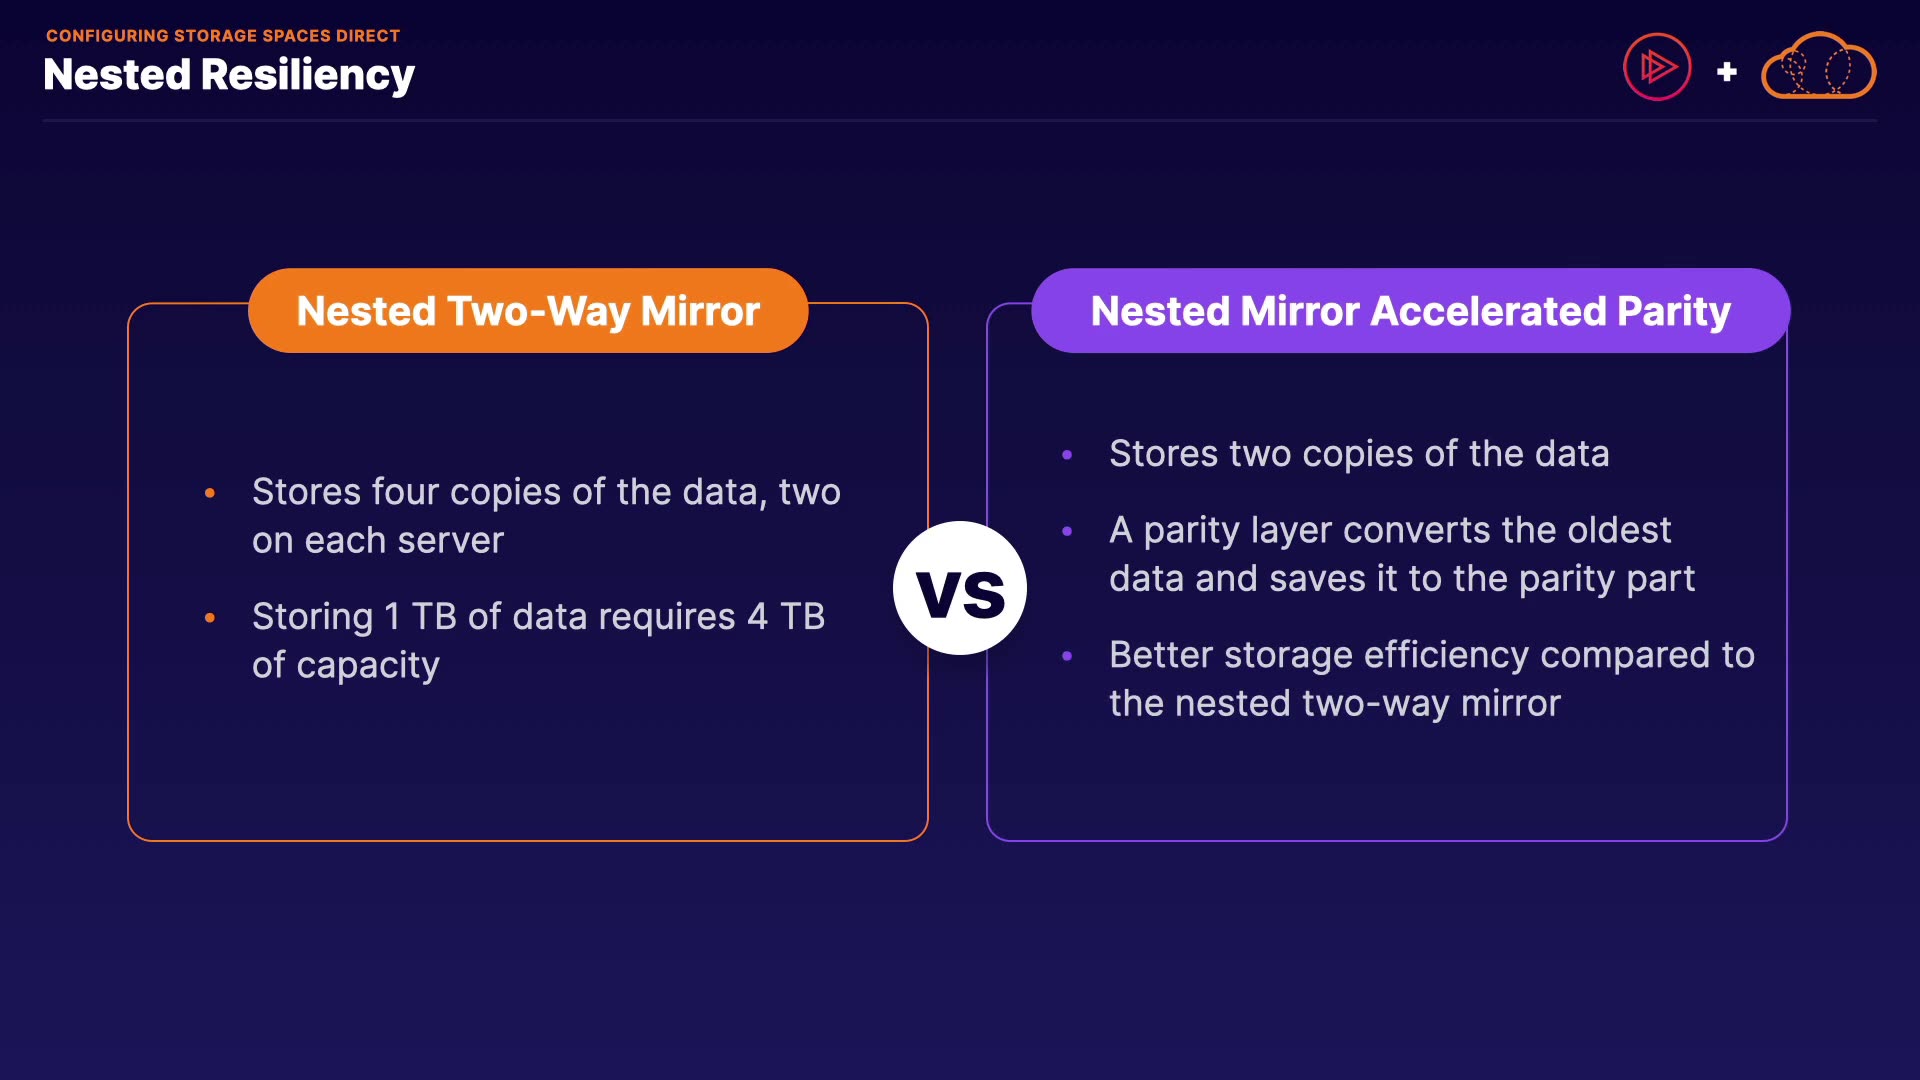 CONFIGURING STORAGE SPACES DIRECT
Nested Resiliency
+
Nested Two-Way Mirror
• Stores four copies of the data, two
on each server
• Storing 1 TB of data requires 4 TB
of capacity
VS
Nested Mirror Accelerated Parity
• Stores two copies of the data
• A parity layer converts the oldest
data and saves it to the parity part
• Better storage efficiency compared to
the nested two-way mirror